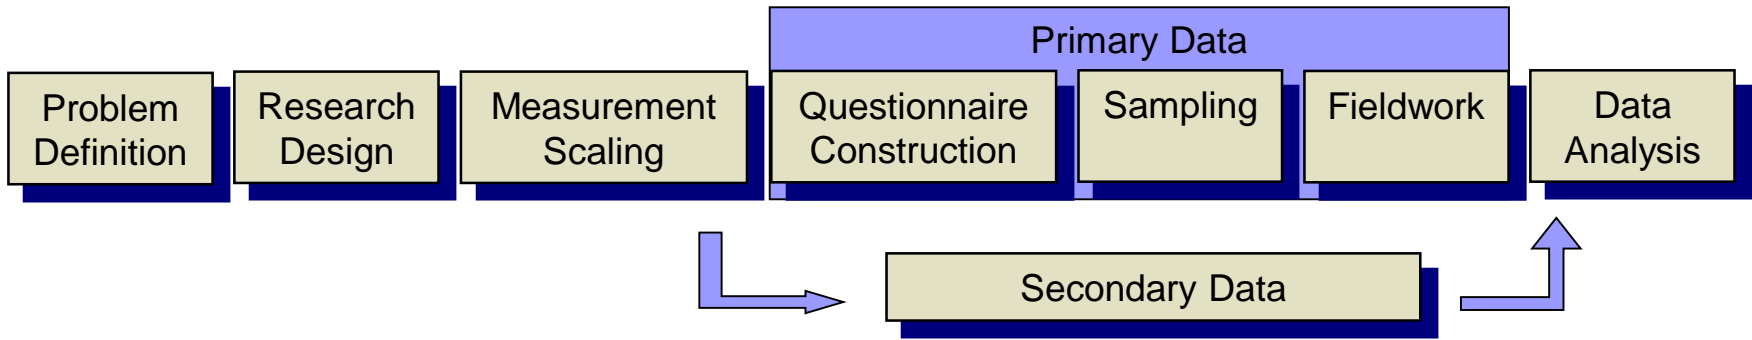 Primary Data
Problem
Definition
Research
Design
Measurement
Scaling
Questionnaire
Construction
Sampling
Fieldwork
Data
Analysis
Secondary Data